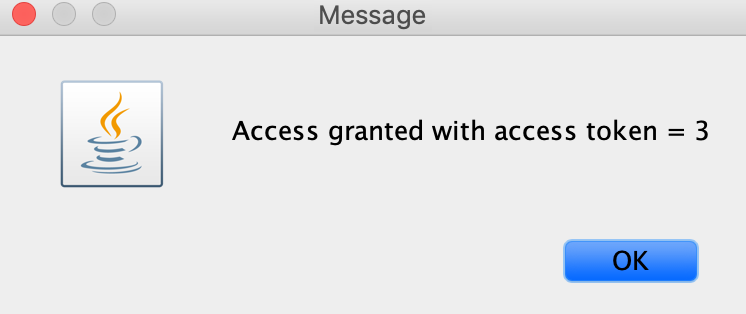 Message
Access granted with access token = 3
OK